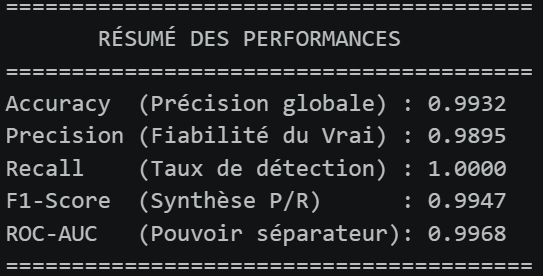 ========================================
RÉSUMÉ DES PERFORMANCES
========================================
Accuracy  (Précision globale) : 0.9932
Precision (Fiabilité du Vrai) : 0.9895
Recall    (Taux de détection) : 1.0000
F1-Score  (Synthèse P/R)      : 0.9947
ROC-AUC   (Pouvoir séparateur): 0.9968
========================================